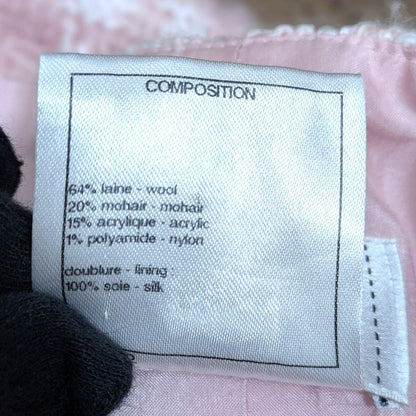 COMPOSITION
64% laine - wool
20% mohair - mohair
15% acrylique - acrylic
1% polyamide - nylon
doublure - lining :
100% soie - silk